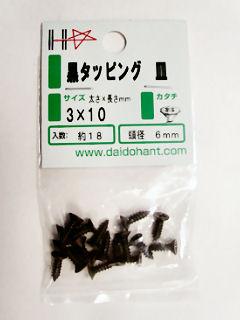 黒タッピング 皿
サイズ 太さ×長さmm
カタチ
3×10
入数: 約18
頭径 6mm
www.daidohant.com